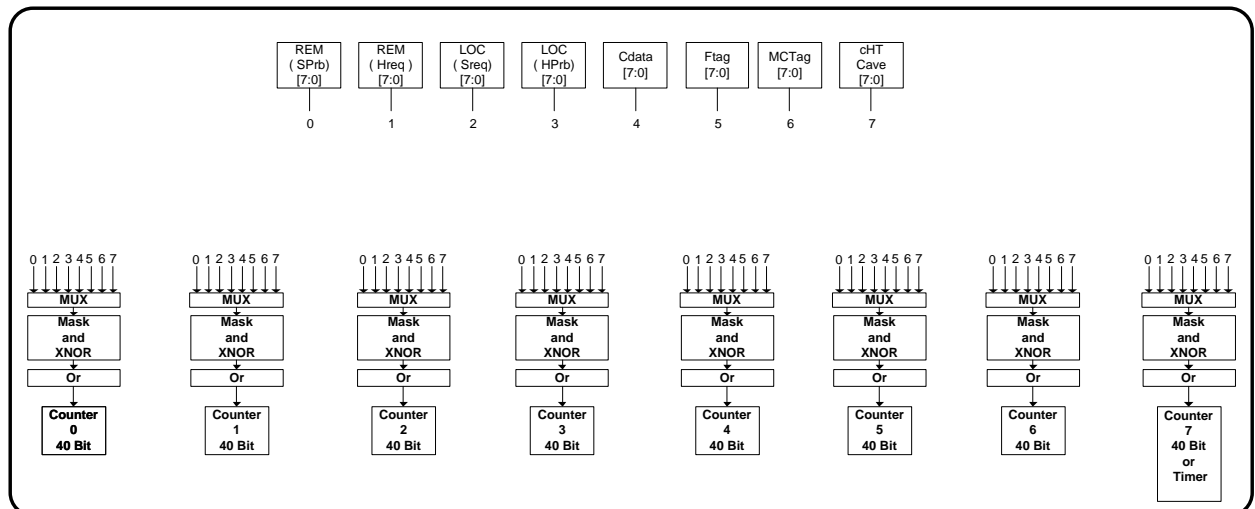 REM
( SPrb)
[7:0]
REM
( Hreq )
[7:0]
LOC
( Sreq)
[7:0]
LOC
( HPrb)
[7:0]
Cdata
[7:0]
Ftag
[7:0]
MCTag
[7:0]
cHT
Cave
[7:0]
0
1
2
3
4
5
6
7
0 1 2 3 4 5 6 7
MUX
Mask
and
XNOR
Or
Counter
0
40 Bit
0 1 2 3 4 5 6 7
MUX
Mask
and
XNOR
Or
Counter
1
40 Bit
0 1 2 3 4 5 6 7
MUX
Mask
and
XNOR
Or
Counter
2
40 Bit
0 1 2 3 4 5 6 7
MUX
Mask
and
XNOR
Or
Counter
3
40 Bit
0 1 2 3 4 5 6 7
MUX
Mask
and
XNOR
Or
Counter
4
40 Bit
0 1 2 3 4 5 6 7
MUX
Mask
and
XNOR
Or
Counter
5
40 Bit
0 1 2 3 4 5 6 7
MUX
Mask
and
XNOR
Or
Counter
6
40 Bit
0 1 2 3 4 5 6 7
MUX
Mask
and
XNOR
Or
Counter
7
40 Bit
or
Timer